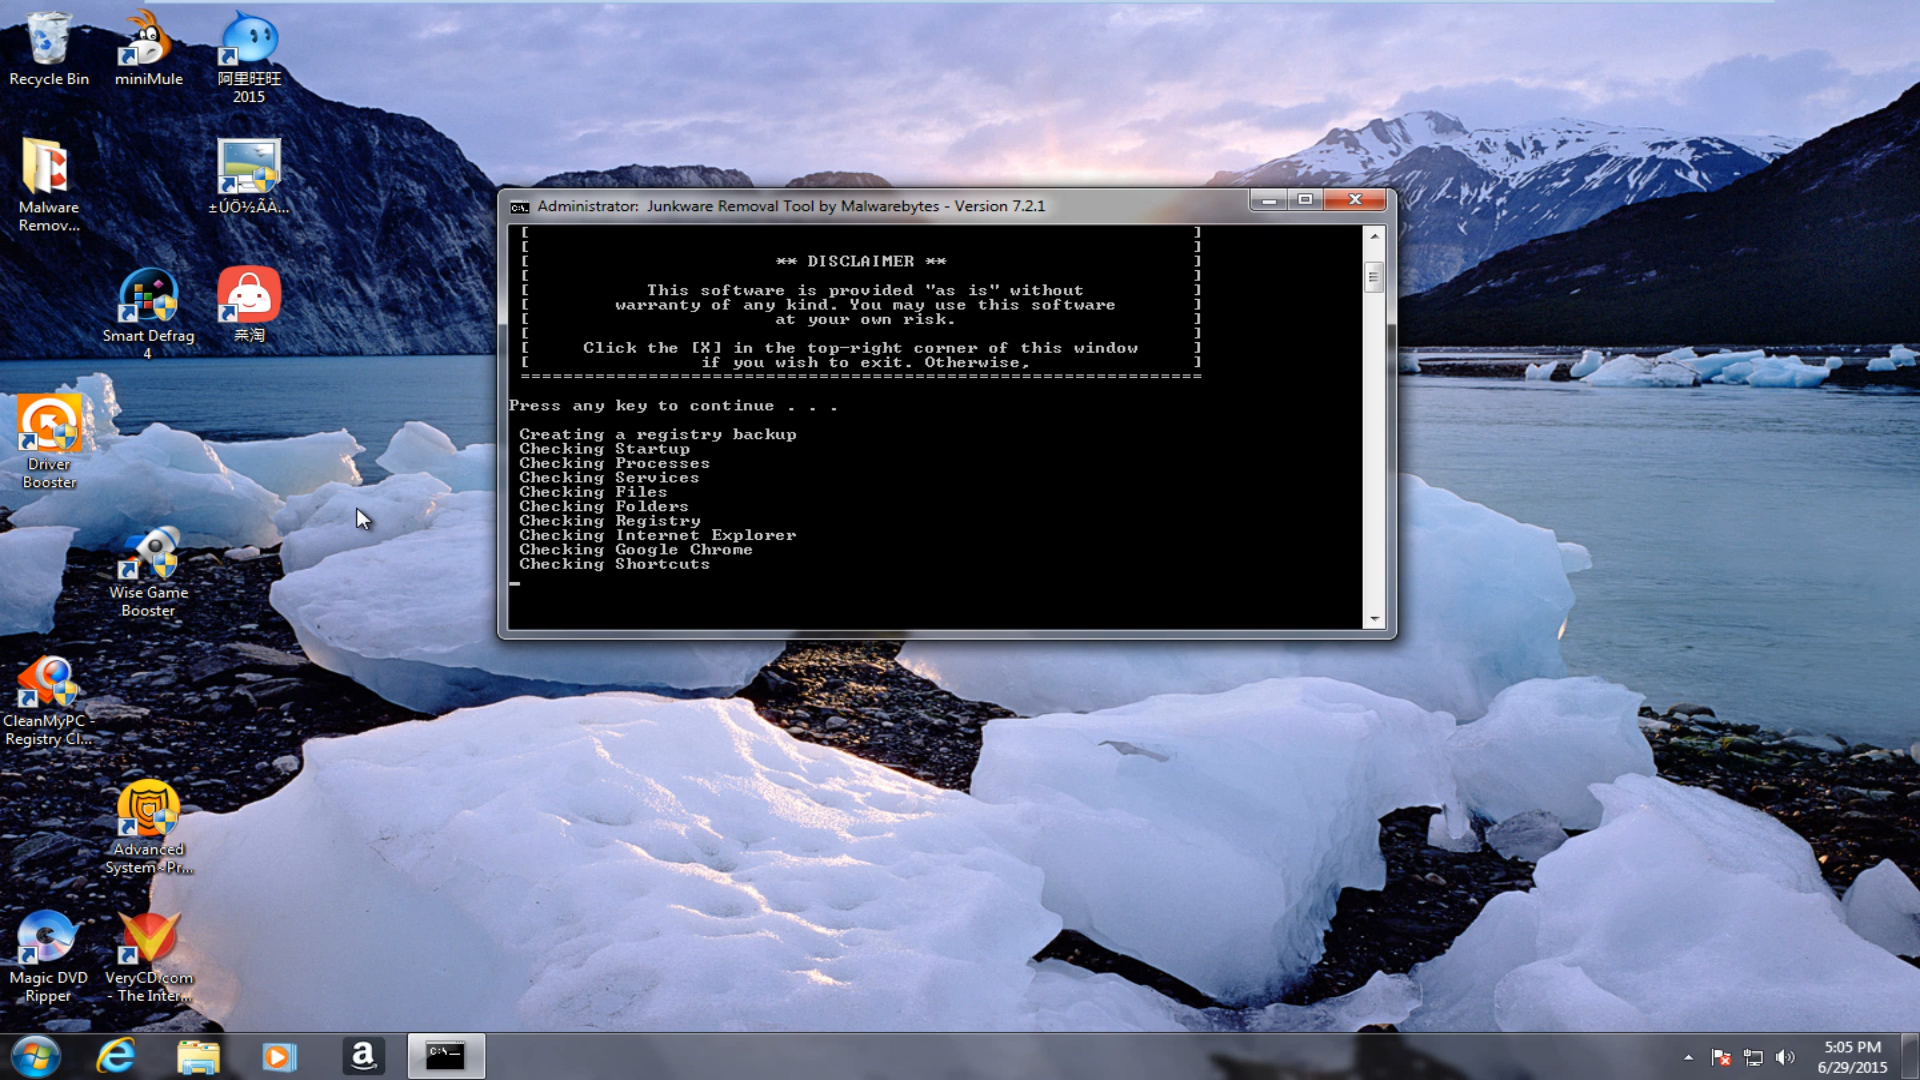 Recycle Bin
miniMule
阿里旺旺
2015
Malware
Remov...
±ÚÖ½ÃÀ...
Smart Defrag
4
亲淘
Driver
Booster
Wise Game
Booster
CleanMyPC -
Registry Cl...
Advanced
System~Pr...
Magic DVD
Ripper
VeryCD.com
- The Inter...
Administrator:  Junkware Removal Tool by Malwarebytes - Version 7.2.1
[ ]
[ ]
[ ** DISCLAIMER ** ]
[ ]
[ This software is provided "as is" without ]
[ warranty of any kind. You may use this software ]
[ at your own risk. ]
[ ]
[ Click the [X] in the top-right corner of this window ]
[ if you wish to exit. Otherwise, ]
================================================================
Press any key to continue . . .
Creating a registry backup
Checking Startup
Checking Processes
Checking Services
Checking Files
Checking Folders
Checking Registry
Checking Internet Explorer
Checking Google Chrome
Checking Shortcuts
5:05 PM
6/29/2015